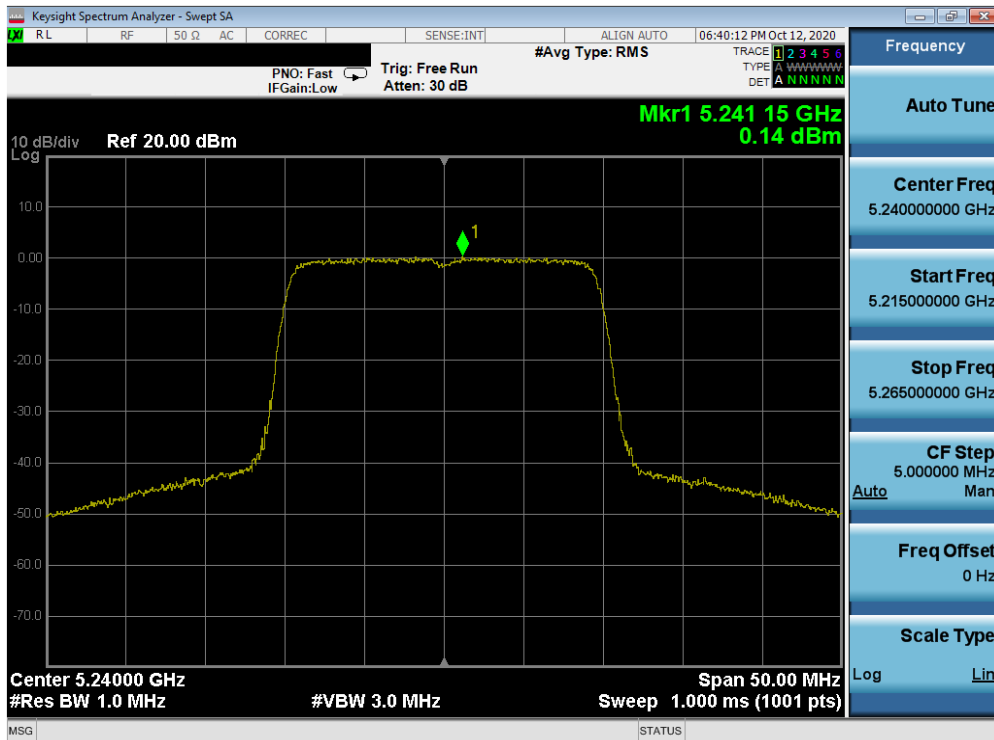 Keysight Spectrum Analyzer - Swept SA
LXI RL RF 50 Ω AC CORREC SENSE:INT ALIGN AUTO 06:40:12 PM Oct 12, 2020
Frequency
#Avg Type: RMS
TRACE 1 2 3 4 5 6
PNO: Fast Trig: Free Run
TYPE A WWWWW
IFGain:Low Atten: 30 dB
DET A N N N N N
Auto Tune
Mkr1 5.241 15 GHz
0.14 dBm
10 dB/div Ref 20.00 dBm
Log
Center Freq
5.240000000 GHz
10.0
1
0.00
Start Freq
5.215000000 GHz
-10.0
-20.0
Stop Freq
5.265000000 GHz
-30.0
-40.0
CF Step
5.000000 MHz
Auto Man
-50.0
Freq Offset
0 Hz
-60.0
-70.0
Scale Type
Log Lin
Center 5.24000 GHz Span 50.00 MHz
#Res BW 1.0 MHz #VBW 3.0 MHz Sweep 1.000 ms (1001 pts)
MSG STATUS